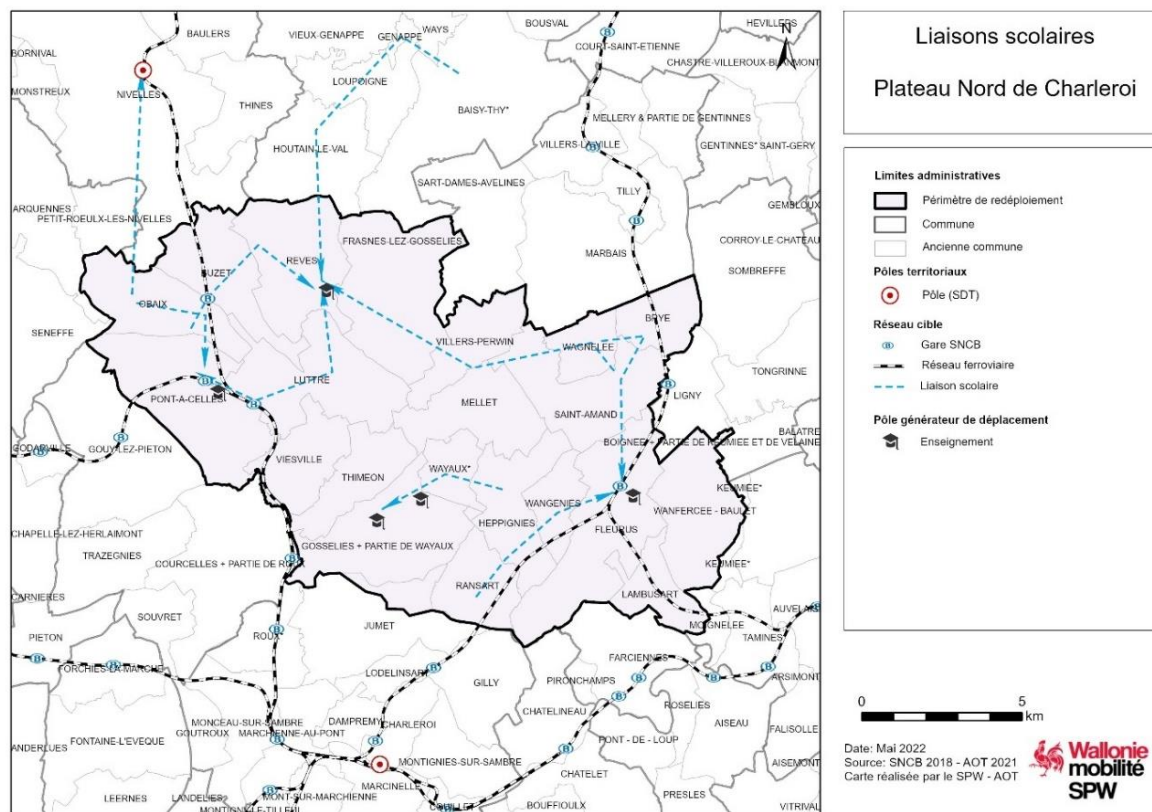 BAULERS
VIEUX-GENAPPE
WAYS
GENAPPE
BOUSVAL
HEVILLERS
BORNIVAL
COURT-SAINT-ETIENNE
N
CHASTRE-VILLEROUX-BLANMONT
MONSTREUX
NIVELLES
LOUPOIGNE
THINES
BAISY-THY*
MELLERY & PARTIE DE GENTINNES
HOUTAIN-LE-VAL
VILLERS-LA-VILLE
GENTINNES* SAINT-GERY
SART-DAMES-AVELINES
TILLY
ARQUENNES
PETIT-ROEULX-LES-NIVELLES
GEMBLOUX
FRASNES-LEZ-GOSSELIES
MARBAIS
CORROY-LE-CHATEAU
REVES
SOMBREFFE
BUZET
OBAIX
SENEFFE
BRYE
VILLERS-PERWIN
WAGNELEE
TONGRINNE
LUTTRE
PONT-A-CELLES
MELLET
LIGNY
SAINT-AMAND
BALATRE
GODARVILLE
GOUY-LEZ-PIETON
VIESVILLE
THIMEON
WAYAUX*
WANGENIES
WANFERCEE - BAULET
HEPPIGNIES
FLEURUS
CHAPELLE-LEZ-HERLAIMONT
TRAZEGNIES
GOSSELIES + PARTIE DE WAYAUX
COURCELLES + PARTIE DE ROUX
KEUMIEE*
KEUMIEE*
RANSART
LAMBUSART
CARNIERES
SOUVRET
AUVELAIS
JUMET
MOIGNELEE
TAMINES
PIETON
ROUX
FORCHIES-LA-MARCHE
LODELINSART
FARCIENNES
ARSIMONT
GILLY
PIRONCHAMPS
ROSELIES
CHATELINEAU
AISEAU
MONCEAU-SUR-SAMBRE
DAMPREMY
CHARLEROI
GOUTROUX
MARCHIENNE-AU-PONT
ANDERLUES
FONTAINE-L'EVEQUE
PONT - DE - LOUP
FALISOLLE
MONTIGNIES-SUR-SAMBRE
CHATELET
AISEMONT
MARCINELLE
LEERNES
LANDELIES
MONT-SUR-MARCHIENNE
MONTIGNY-LE-TILLEUL
COUILLET
BOUFFIOULX
PRESLES
VITRIVAL
Liaisons scolaires
Plateau Nord de Charleroi
Limites administratives
Périmètre de redéploiement
Commune
Ancienne commune
Pôles territoriaux
Pôle (SDT)
Réseau cible
Gare SNCB
Réseau ferroviaire
Liaison scolaire
Pôle générateur de déplacement
Enseignement
0 5
km
Date: Mai 2022
Source: SNCB 2018 - AOT 2021
Carte réalisée par le SPW - AOT
Wallonie
mobilité
SPW